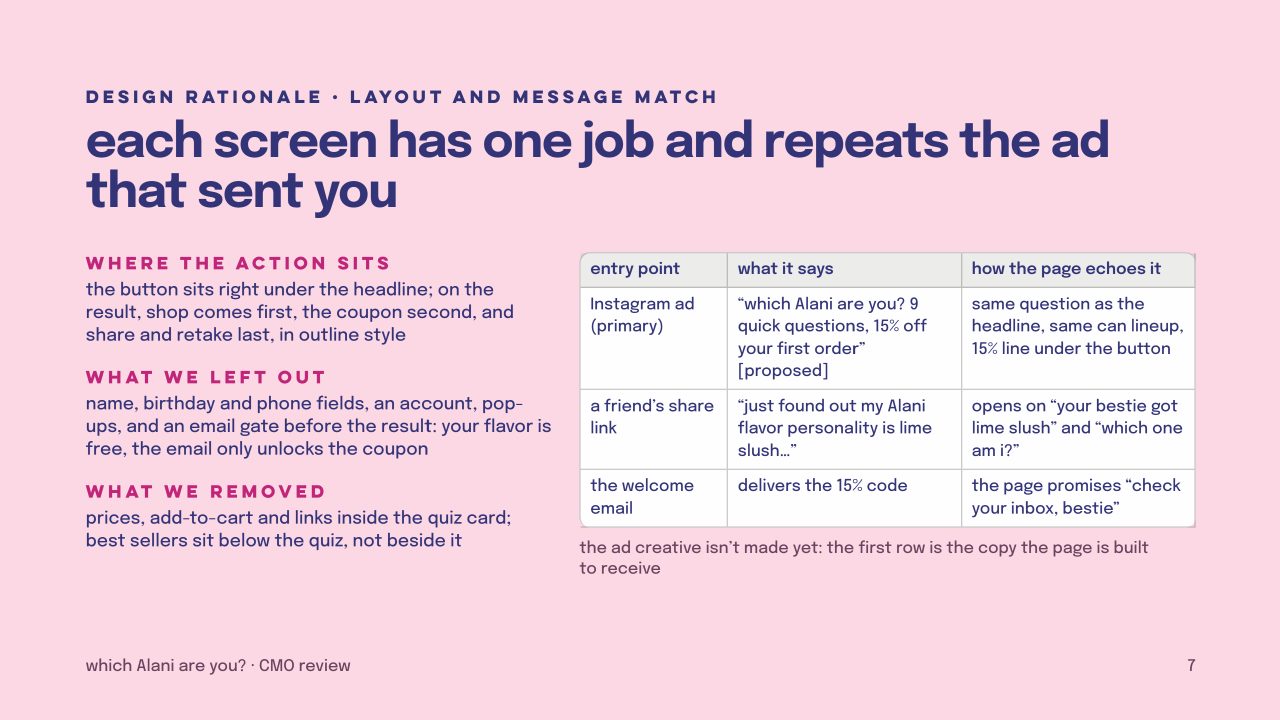 DESIGN RATIONALE · LAYOUT AND MESSAGE MATCH
each screen has one job and repeats the ad
that sent you
WHERE THE ACTION SITS
the button sits right under the headline; on the
result, shop comes first, the coupon second, and
share and retake last, in outline style
WHAT WE LEFT OUT
name, birthday and phone fields, an account, pop-
ups, and an email gate before the result: your flavor is
free, the email only unlocks the coupon
WHAT WE REMOVED
prices, add-to-cart and links inside the quiz card;
best sellers sit below the quiz, not beside it
entry point
what it says
how the page echoes it
Instagram ad
(primary)
“which Alani are you? 9
quick questions, 15% off
your first order”
[proposed]
same question as the
headline, same can lineup,
15% line under the button
a friend’s share
link
“just found out my Alani
flavor personality is lime
slush…”
opens on “your bestie got
lime slush” and “which one
am i?”
the welcome
email
delivers the 15% code
the page promises “check
your inbox, bestie”
the ad creative isn’t made yet: the first row is the copy the page is built
to receive
which Alani are you? · CMO review
7